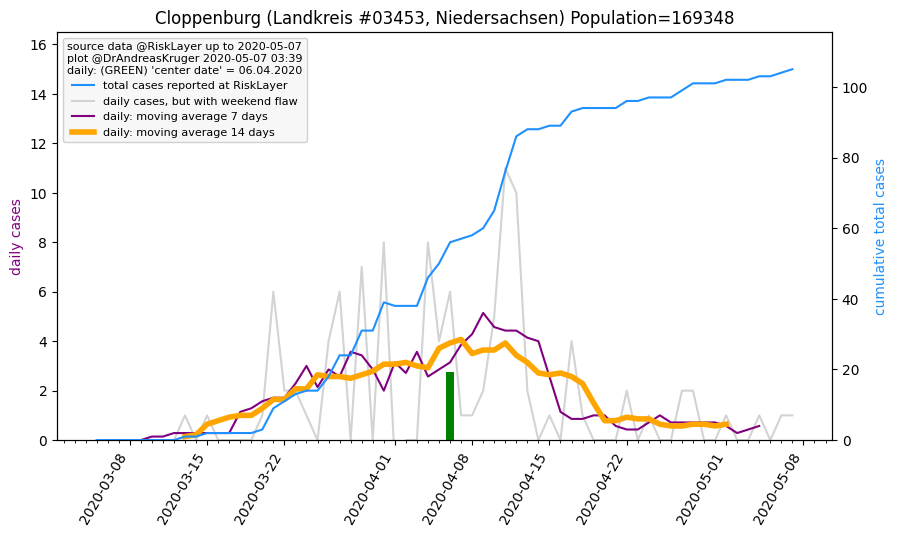 Cloppenburg (Landkreis #03453, Niedersachsen) Population=169348
source data @RiskLayer up to 2020-05-07
plot @DrAndreasKruger 2020-05-07 03:39
daily: (GREEN) 'center date' = 06.04.2020
total cases reported at RiskLayer
daily cases, but with weekend flaw
daily: moving average 7 days
daily: moving average 14 days
daily cases
16
14
12
10
8
6
4
2
0
cumulative total cases
100
80
60
40
20
0
2020-03-08
2020-03-15
2020-03-22
2020-04-01
2020-04-08
2020-04-15
2020-04-22
2020-05-01
2020-05-08